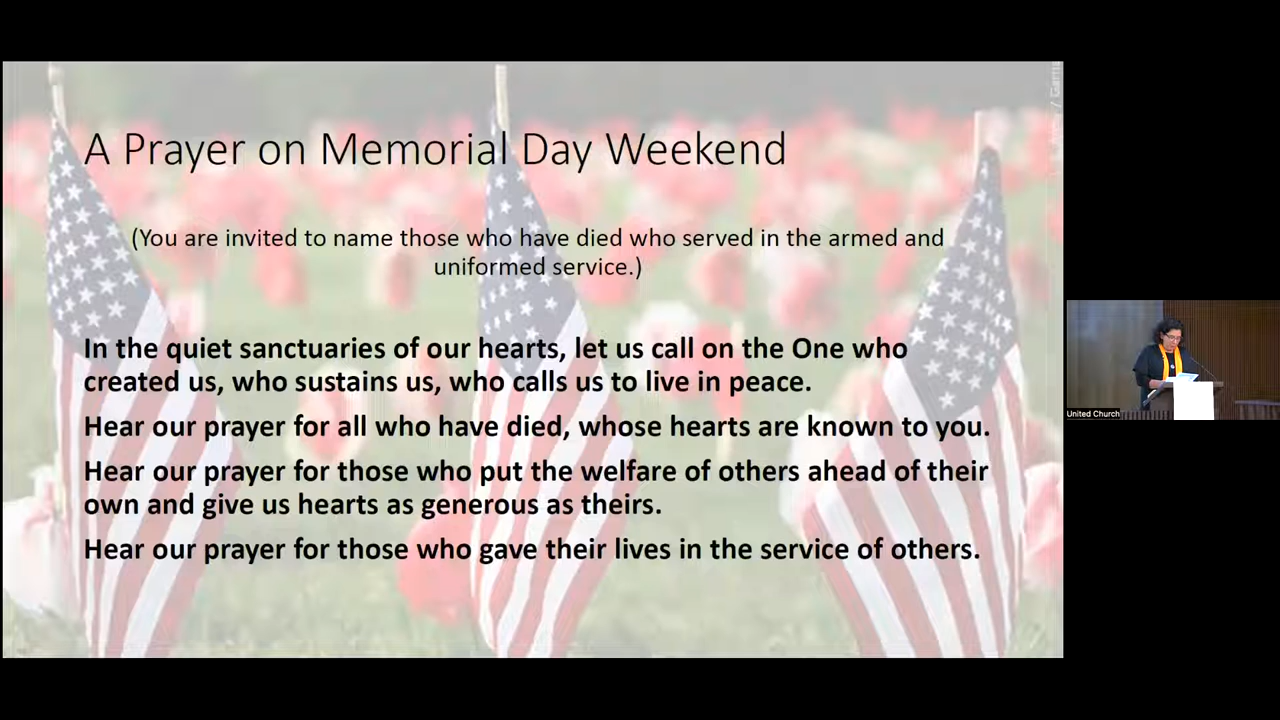 A Prayer on Memorial Day Weekend
(You are invited to name those who have died who served in the armed and
uniformed service.)
In the quiet sanctuaries of our hearts, let us call on the One who
created us, who sustains us, who calls us to live in peace.
Hear our prayer for all who have died, whose hearts are known to you.
Hear our prayer for those who put the welfare of others ahead of their
own and give us hearts as generous as theirs.
Hear our prayer for those who gave their lives in the service of others.
United Church